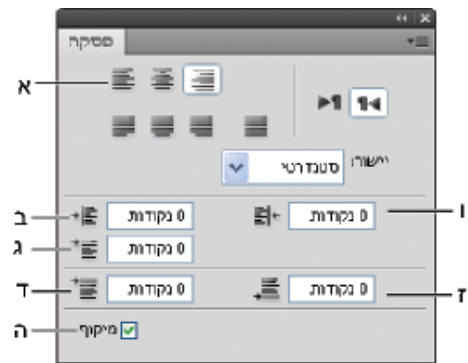 פסקה
א
יישור: סטנדרטי
ב 0 נקודות 0 נקודות ו
ג 0 נקודות
ד 0 נקודות 0 נקודות ז
ה מיקוף